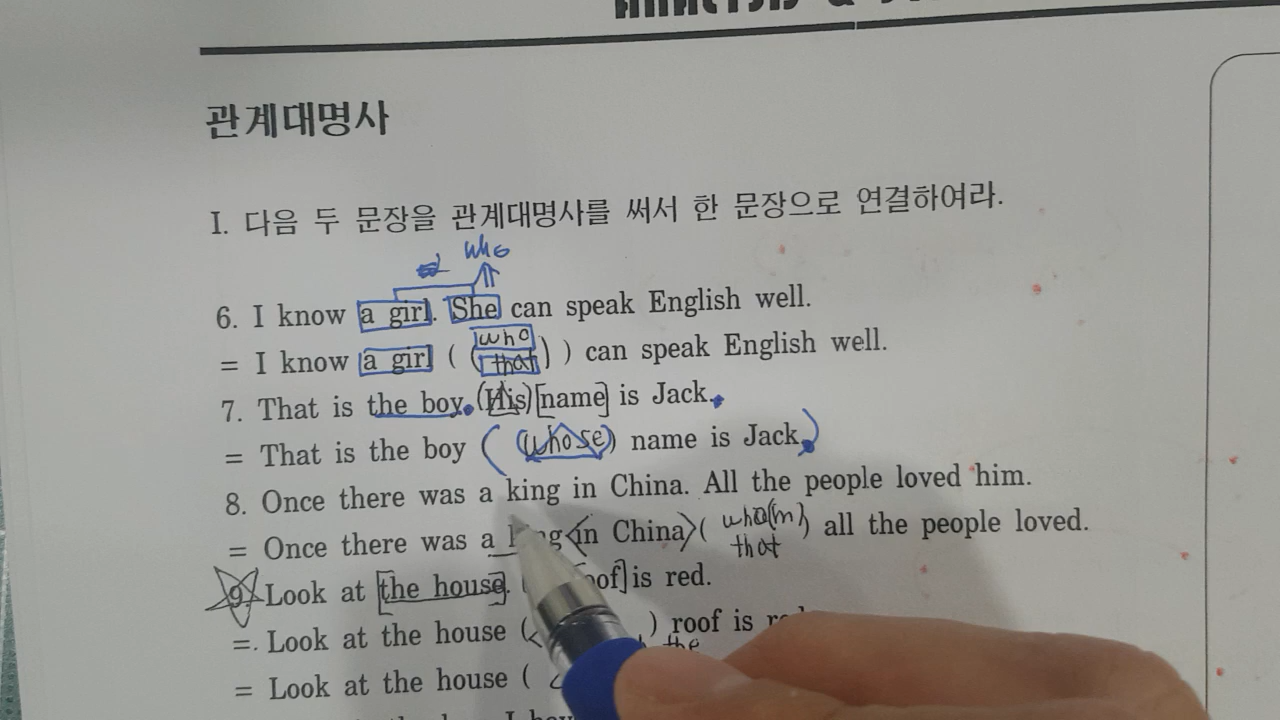 관계대명사
I. 다음 두 문장을 관계대명사를 써서 한 문장으로 연결하여라.
who
6. I know a girl. She can speak English well.
who
= I know a girl ( ( that ) ) can speak English well.
7. That is the boy. (His) [name] is Jack.
= That is the boy ( (whose) name is Jack. )
8. Once there was a king in China. All the people loved him.
= Once there was a <in China> ( who(m) ) all the people loved.
that
9. Look at [the house]. is red.
=. Look at the house ( ) roof is
the
= Look at the house (